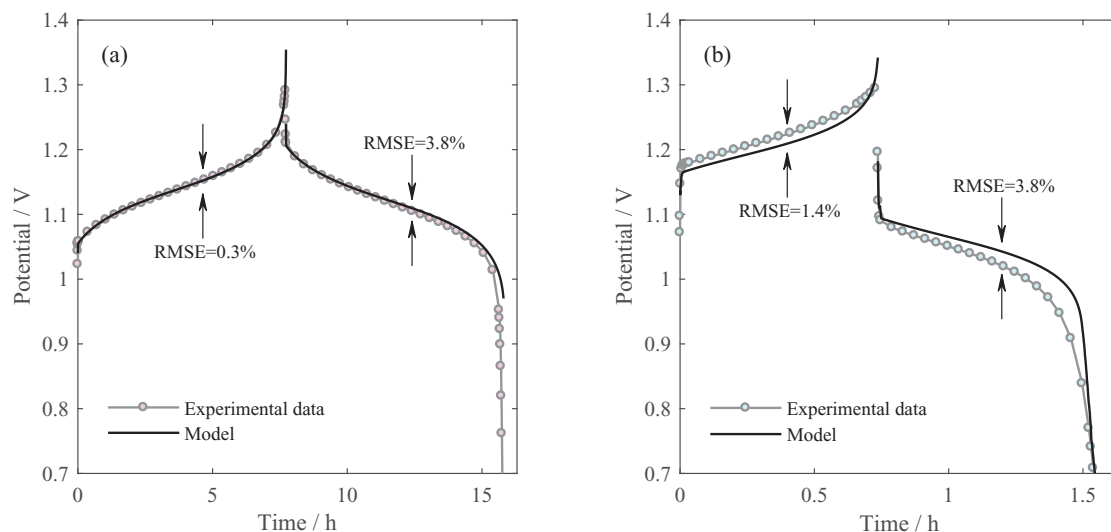 (a)
Potential / V
1.4
1.3
1.2
1.1
1
0.9
0.8
0.7
RMSE=3.8%
RMSE=0.3%
Experimental data
Model
0
5
10
15
Time / h
(b)
Potential / V
1.4
1.3
1.2
1.1
1
0.9
0.8
0.7
RMSE=1.4%
RMSE=3.8%
Experimental data
Model
0
0.5
1
1.5
Time / h